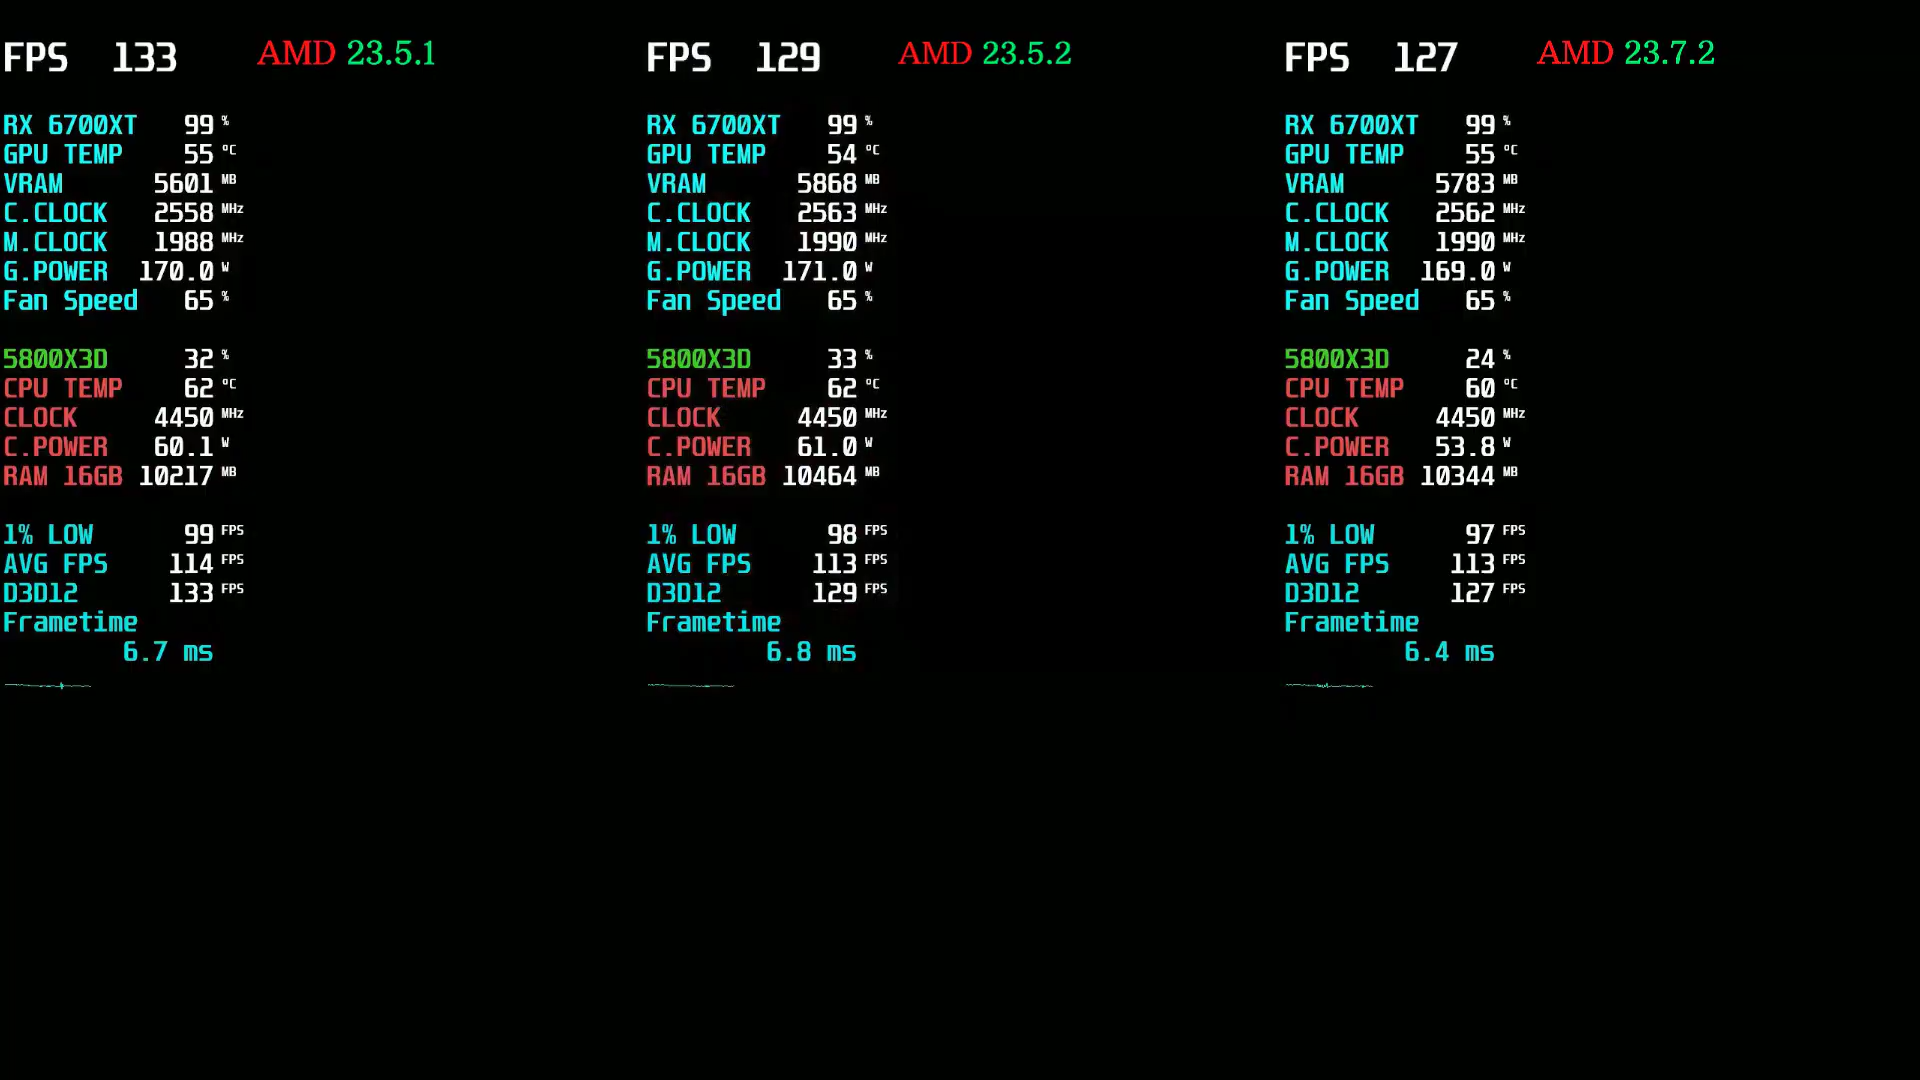 FPS 133 AMD 23.5.1
RX 6700XT 99 %
GPU TEMP 55 °C
VRAM 5601 MB
C.CLOCK 2558 MHz
M.CLOCK 1988 MHz
G.POWER 170.0 W
Fan Speed 65 %
5800X3D 32 %
CPU TEMP 62 °C
CLOCK 4450 MHz
C.POWER 60.1 W
RAM 16GB 10217 MB
1% LOW 99 FPS
AVG FPS 114 FPS
D3D12 133 FPS
Frametime
6.7 ms
FPS 129 AMD 23.5.2
RX 6700XT 99 %
GPU TEMP 54 °C
VRAM 5868 MB
C.CLOCK 2563 MHz
M.CLOCK 1990 MHz
G.POWER 171.0 W
Fan Speed 65 %
5800X3D 33 %
CPU TEMP 62 °C
CLOCK 4450 MHz
C.POWER 61.0 W
RAM 16GB 10464 MB
1% LOW 98 FPS
AVG FPS 113 FPS
D3D12 129 FPS
Frametime
6.8 ms
FPS 127 AMD 23.7.2
RX 6700XT 99 %
GPU TEMP 55 °C
VRAM 5783 MB
C.CLOCK 2562 MHz
M.CLOCK 1990 MHz
G.POWER 169.0 W
Fan Speed 65 %
5800X3D 24 %
CPU TEMP 60 °C
CLOCK 4450 MHz
C.POWER 53.8 W
RAM 16GB 10344 MB
1% LOW 97 FPS
AVG FPS 113 FPS
D3D12 127 FPS
Frametime
6.4 ms